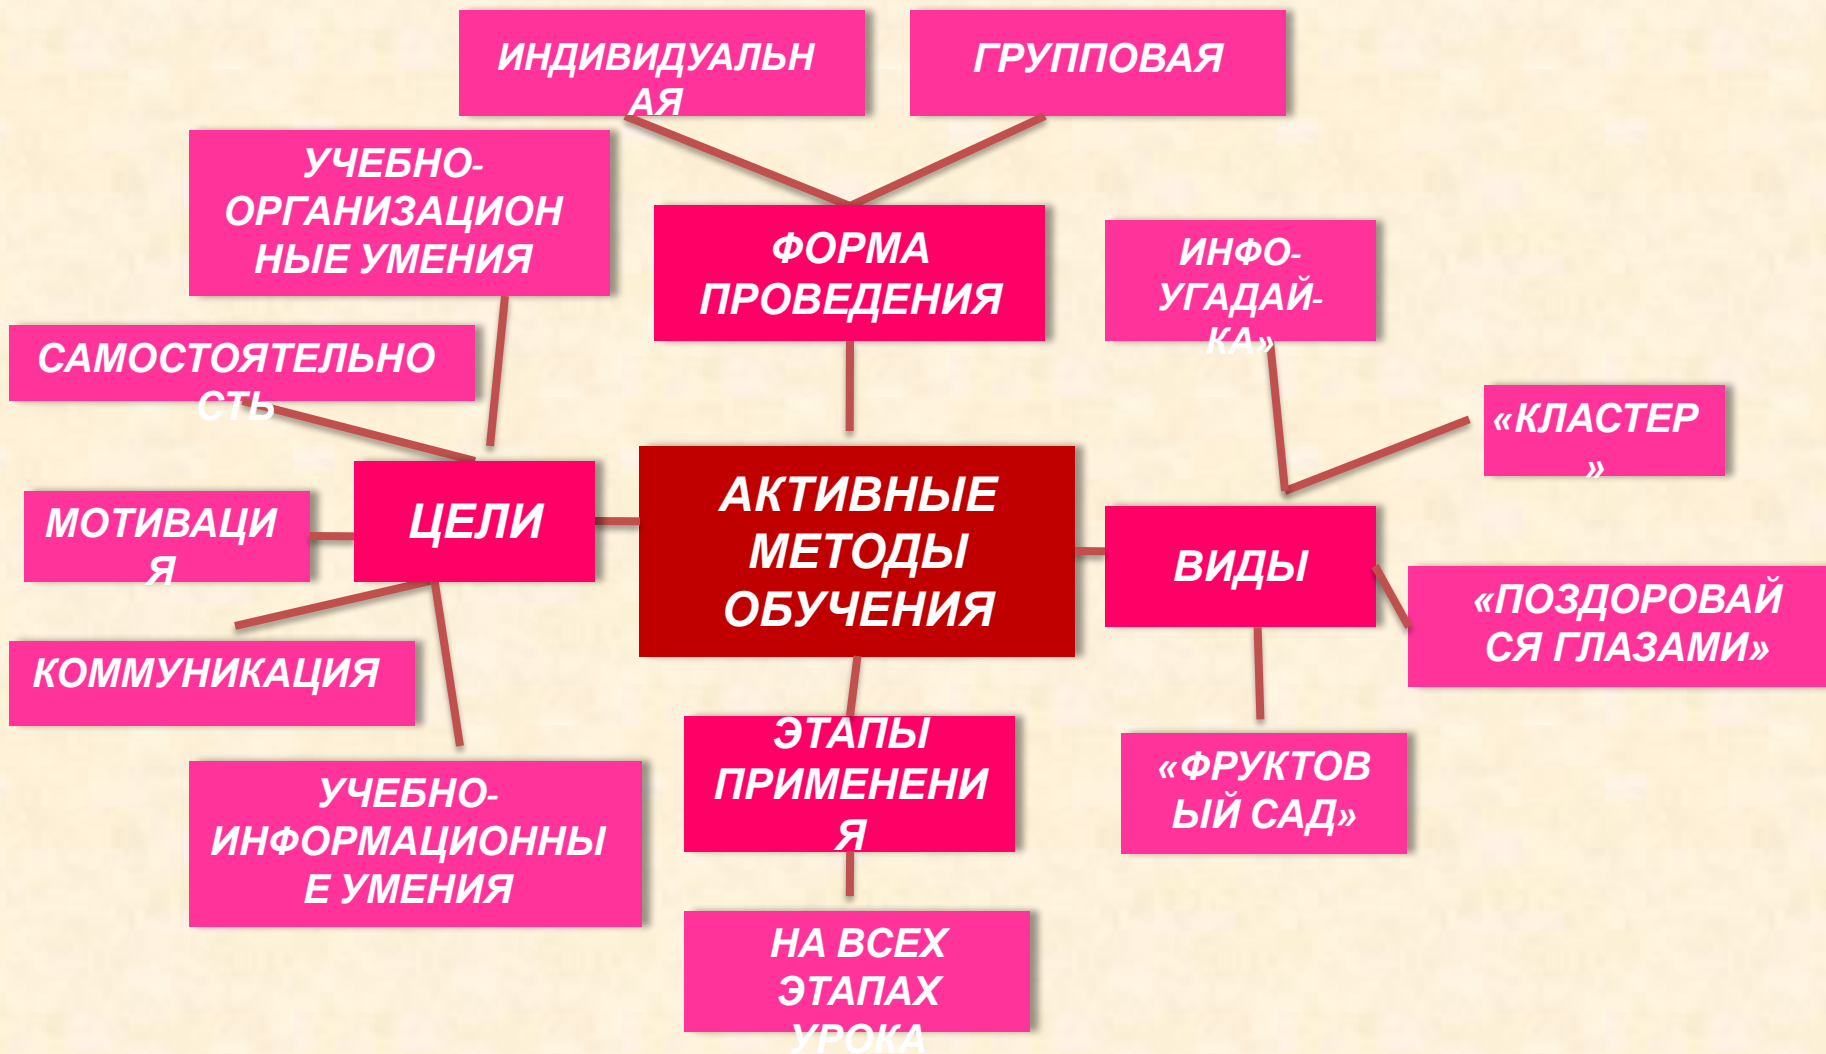 ИНДИВИДУАЛЬН
АЯ
ГРУППОВАЯ
УЧЕБНО-
ОРГАНИЗАЦИОН
НЫЕ УМЕНИЯ
ФОРМА
ПРОВЕДЕНИЯ
ИНФО-
УГАДАЙ-
КА»
САМОСТОЯТЕЛЬНО
СТЬ
«КЛАСТЕР
»
ЦЕЛИ
АКТИВНЫЕ
МЕТОДЫ
ОБУЧЕНИЯ
МОТИВАЦИ
Я
ВИДЫ
«ПОЗДОРОВАЙ
СЯ ГЛАЗАМИ»
КОММУНИКАЦИЯ
ЭТАПЫ
ПРИМЕНЕНИ
Я
«ФРУКТОВ
ЫЙ САД»
УЧЕБНО-
ИНФОРМАЦИОННЫ
Е УМЕНИЯ
НА ВСЕХ
ЭТАПАХ
УРОКА